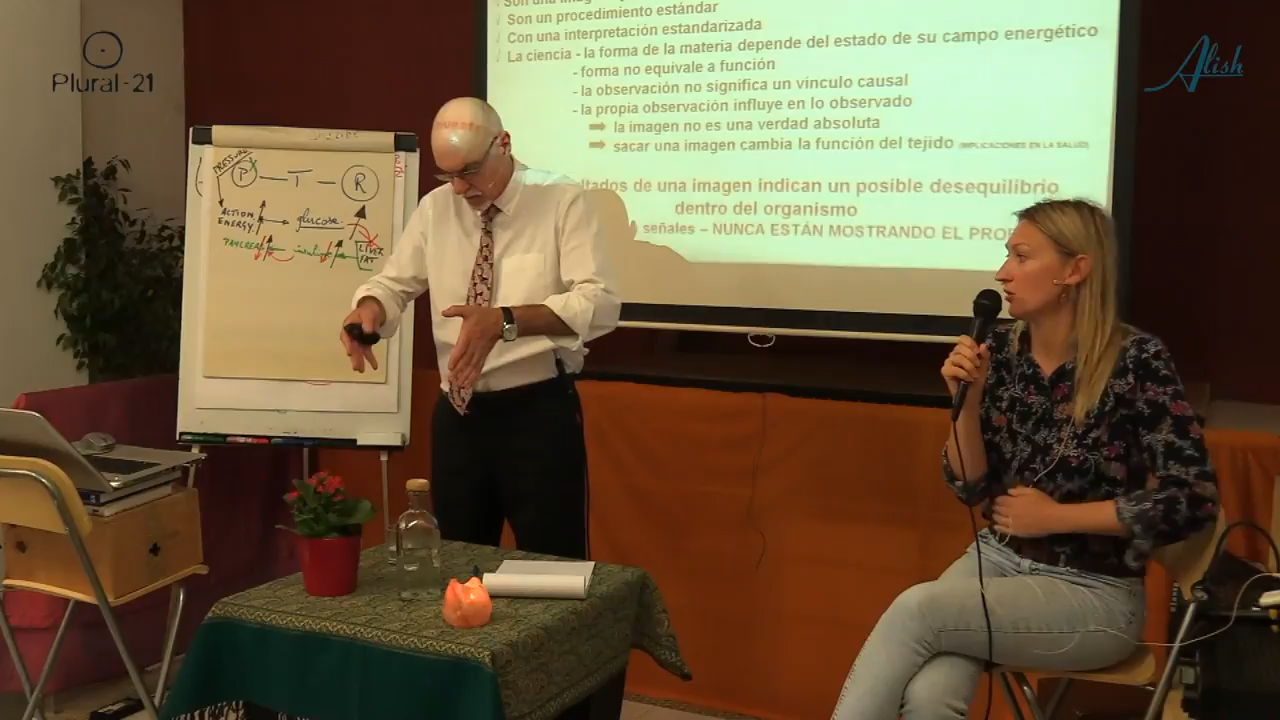 Plural-21
Alish
Son una
Son un procedimiento estándar
Con una interpretación estandarizada
La ciencia - la forma de la materia depende del estado de su campo energético
- forma no equivale a función
- la observación no significa un vínculo causal
- la propia observación influye en lo observado
la imagen no es una verdad absoluta
sacar una imagen cambia la función del tejido (IMPLICACIONES EN LA SALUD)
ltados de una imagen indican un posible desequilibrio
dentro del organismo
señales – NUNCA ESTÁN MOSTRANDO EL PRO
PRESSURE
P — T — R
ACTION
ENERGY
glucose
PANCREAS
LIVER
FAT